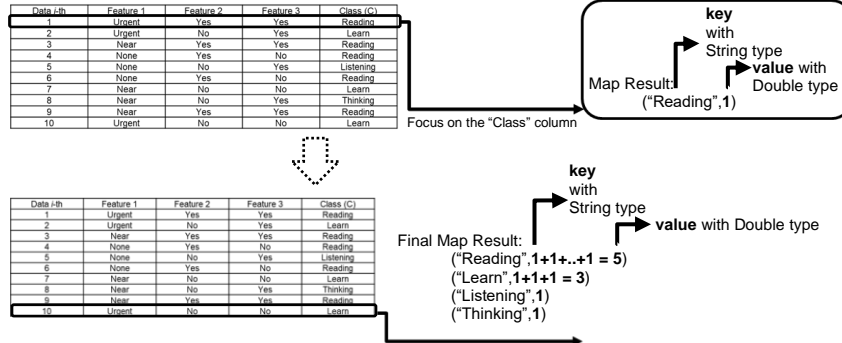 Data i-th Feature 1 Feature 2 Feature 3 Class (C)
1 Urgent Yes Yes Reading
2 Urgent No Yes Learn
3 Near Yes Yes Reading
4 None Yes No Reading
5 None No Yes Listening
6 None Yes No Reading
7 Near No No Learn
8 Near No Yes Thinking
9 Near Yes Yes Reading
10 Urgent No No Learn
Focus on the “Class” column
key
with
String type
value with
Double type
Map Result:
(“Reading”,1)
Data i-th Feature 1 Feature 2 Feature 3 Class (C)
1 Urgent Yes Yes Reading
2 Urgent No Yes Learn
3 Near Yes Yes Reading
4 None Yes No Reading
5 None No Yes Listening
6 None Yes No Reading
7 Near No No Learn
8 Near No Yes Thinking
9 Near Yes Yes Reading
10 Urgent No No Learn
key
with
String type
value with Double type
Final Map Result:
(“Reading”,1+1+..+1 = 5)
(“Learn”,1+1+1 = 3)
(“Listening”,1)
(“Thinking”,1)